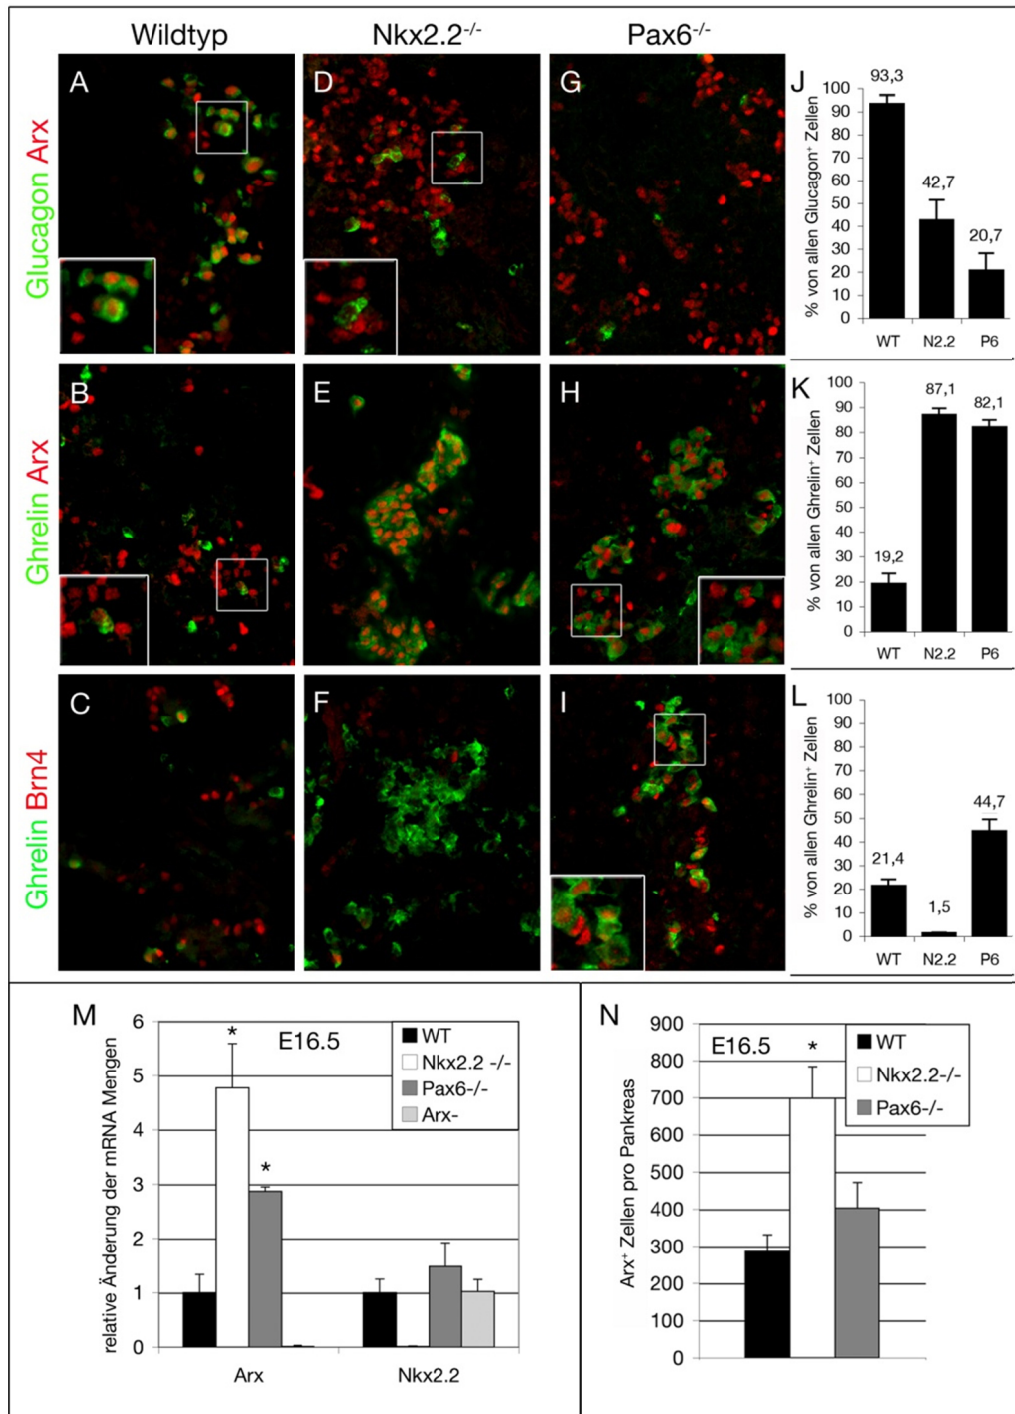 Wildtyp
Nkx2.2-/-
Pax6-/-
Glucagon Arx
A
D
G
J
% von allen Glucagon+ Zellen
100
90
80
70
60
50
40
30
20
10
0
93,3
42,7
20,7
WT N2.2 P6
Ghrelin Arx
B
E
H
K
% von allen Ghrelin+ Zellen
100
90
80
70
60
50
40
30
20
10
0
19,2
87,1
82,1
WT N2.2 P6
Ghrelin Brn4
C
F
I
L
% von allen Ghrelin+ Zellen
100
90
80
70
60
50
40
30
20
10
0
21,4
1,5
44,7
WT N2.2 P6
M
relative Änderung der mRNA Mengen
6
5
4
3
2
1
0
E16.5
*
*
WT
Nkx2.2 -/-
Pax6-/-
Arx-
Arx
Nkx2.2
N
Arx+ Zellen pro Pankreas
900
800
700
600
500
400
300
200
100
0
E16.5
*
WT
Nkx2.2-/-
Pax6-/-